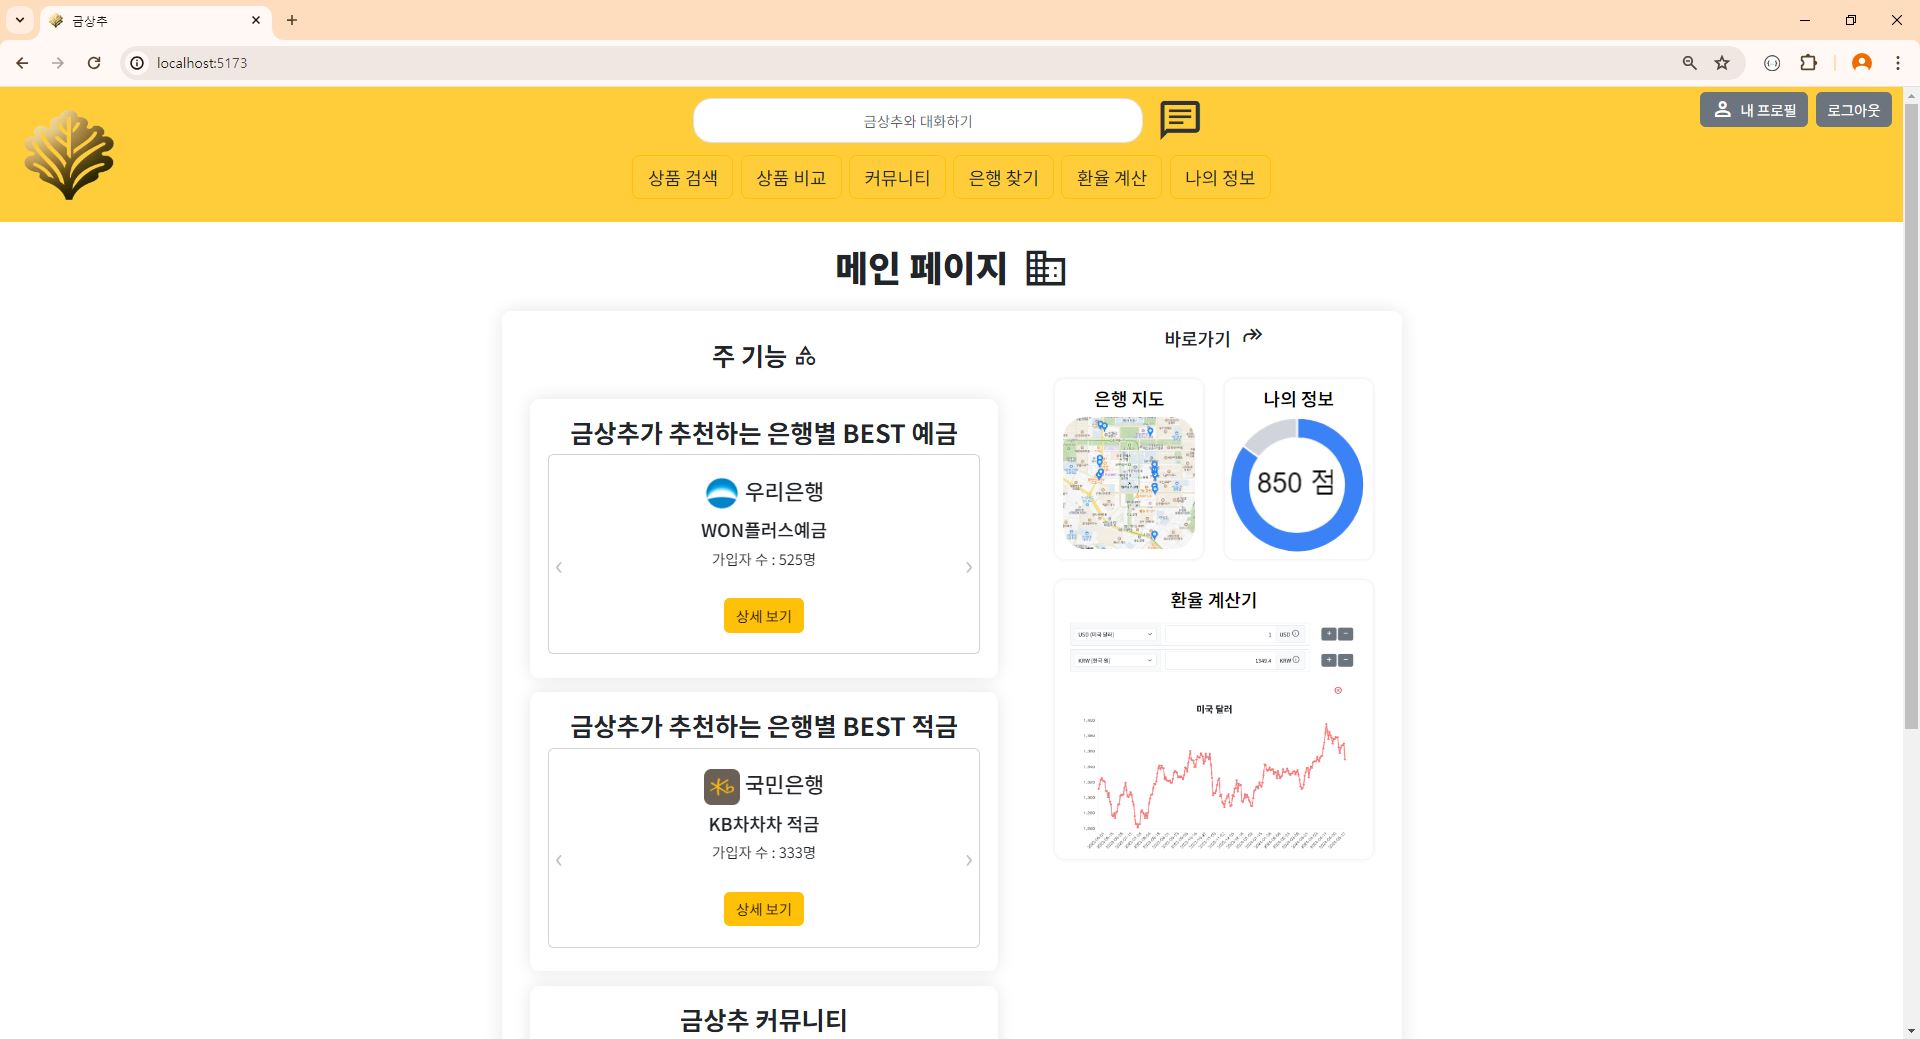 금상추
localhost:5173
금상추와 대화하기
내 프로필
로그아웃
상품 검색
상품 비교
커뮤니티
은행 찾기
환율 계산
나의 정보
메인 페이지
주 기능
바로가기
금상추가 추천하는 은행별 BEST 예금
우리은행
WON플러스예금
가입자 수 : 525명
상세 보기
은행 지도
나의 정보
850 점
환율 계산기
USD (미국 달러)
1
USD
KRW (한국 원)
1349.4
KRW
미국 달러
금상추가 추천하는 은행별 BEST 적금
국민은행
KB차차차 적금
가입자 수 : 333명
상세 보기
금상추 커뮤니티